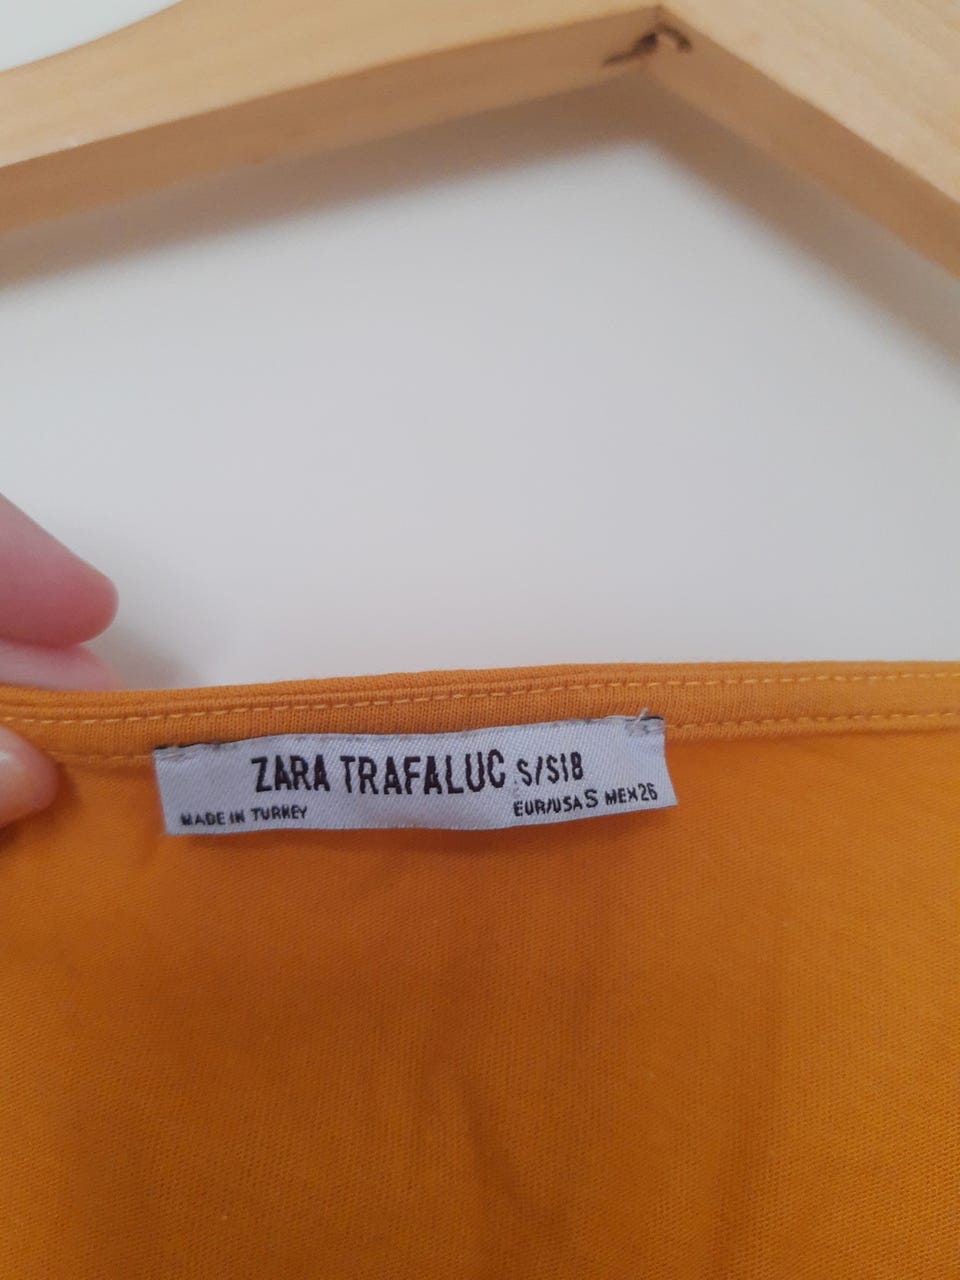 ZARA TRAFALUC S/S18
MADE IN TURKEY EUR/USA S MEX 26